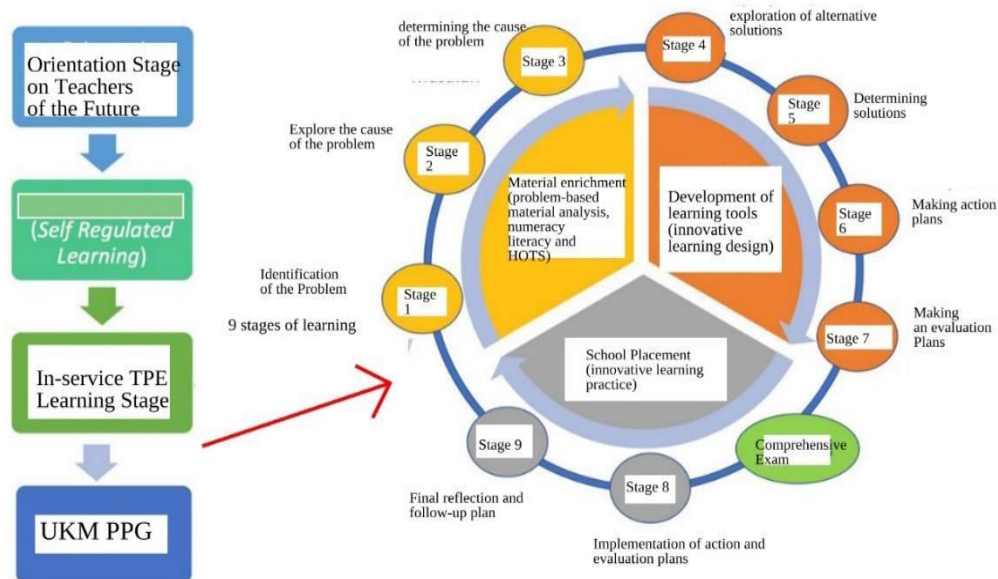 Orientation Stage
on Teachers
of the Future
(Self Regulated
Learning)
In-service TPE
Learning Stage
UKM PPG
determining the cause
of the problem
Stage 3
Explore the cause
of the problem
Stage
2
Identification
of the Problem
Stage
1
9 stages of learning
exploration of alternative
solutions
Stage 4
Determining
solutions
Stage
5
Making action
plans
Stage
6
Making
an evaluation
Plans
Stage 7
Comprehensive
Exam
Stage 8
Implementation of action and
evaluation plans
Stage 9
Final reflection and
follow-up plan
Material enrichment
(problem-based
material analysis,
numeracy
literacy and
HOTS)
Development of
learning tools
(innovative
learning design)
School Placement
(innovative learning
practice)